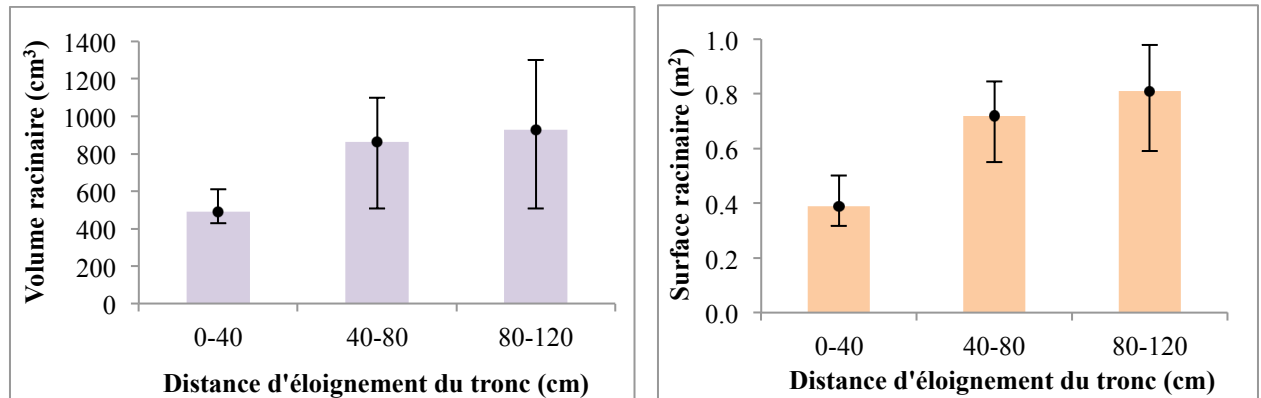 Volume racinaire (cm³)
1400
1200
1000
800
600
400
200
0
0-40 40-80 80-120
Distance d'éloignement du tronc (cm)
Surface racinaire (m²)
1.0
0.8
0.6
0.4
0.2
0.0
0-40 40-80 80-120
Distance d'éloignement du tronc (cm)